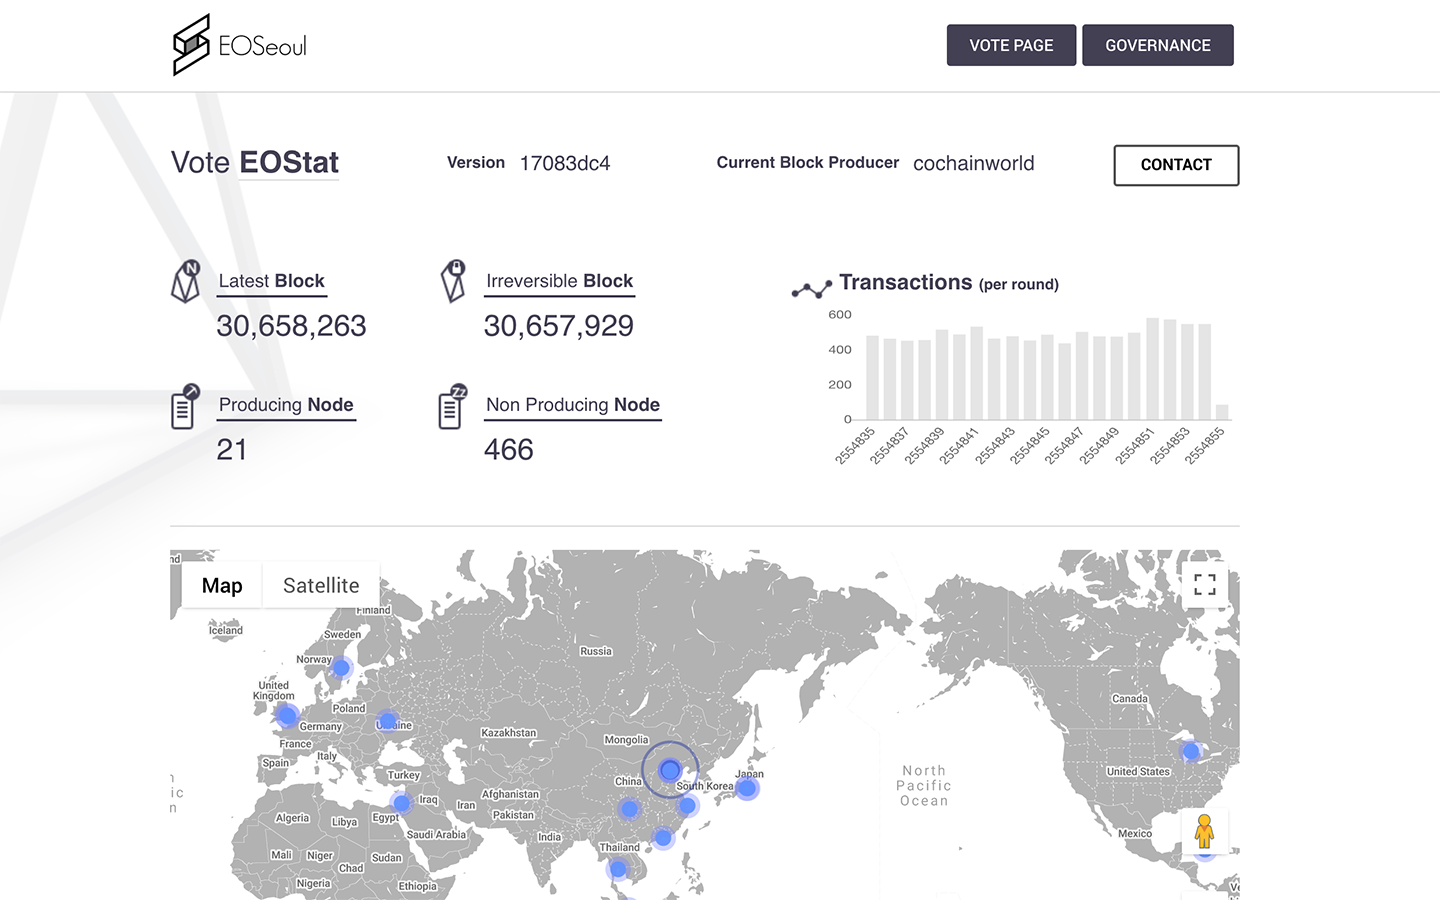 EOSeoul
VOTE PAGE
GOVERNANCE
Vote EOStat
Version 17083dc4
Current Block Producer cochainworld
CONTACT
N
Latest Block
30,658,263
Irreversible Block
30,657,929
Transactions (per round)
600
400
200
0
2554835
2554837
2554839
2554841
2554843
2554845
2554847
2554849
2554851
2554853
2554855
Producing Node
21
ZZ
Non Producing Node
466
nd
Map
Satellite
Finland
Iceland
Sweden
Norway
Russia
United
Kingdom
Canada
Poland
Germany
Ukraine
Kazakhstan
Mongolia
France
Italy
Spain
Turkey
China
South Korea
Japan
North
Pacific
Ocean
United States
Afghanistan
Iraq
Iran
Pakistan
Algeria
Libya
Egypt
Saudi Arabia
India
Mexico
Thailand
Mali
Niger
Chad
Sudan
Nigeria
Ethiopia